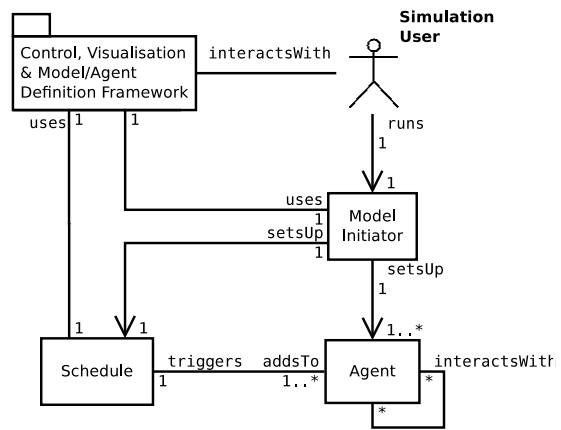 Simulation
User
Control, Visualisation
& Model/Agent
Definition Framework
interactsWith
uses
1
1
runs
1
1
uses
1
Model
Initiator
setsUp
1
setsUp
1
1
1
1..*
Schedule
triggers
addsTo
1
1..*
Agent
interactsWith
*
*